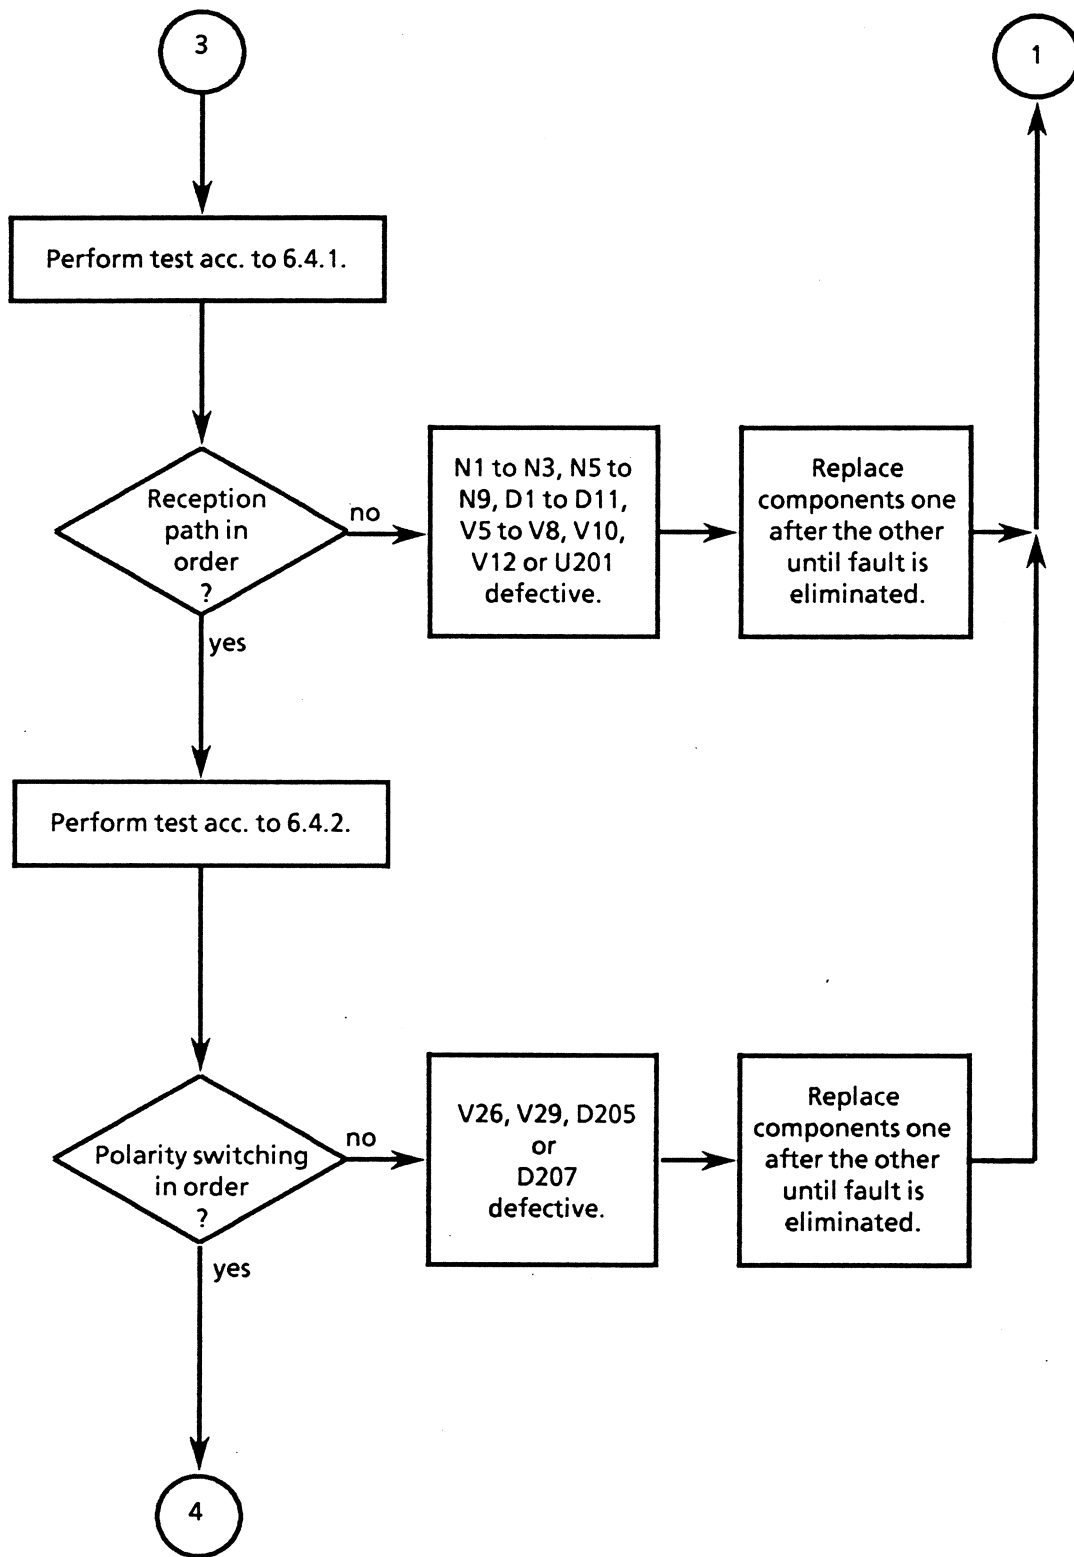 3
1
Perform test acc. to 6.4.1.
Reception
path in
order
?
no
N1 to N3, N5 to
N9, D1 to D11,
V5 to V8, V10,
V12 or U201
defective.
Replace
components one
after the other
until fault is
eliminated.
yes
Perform test acc. to 6.4.2.
Polarity switching
in order
?
no
V26, V29, D205
or
D207
defective.
Replace
components one
after the other
until fault is
eliminated.
yes
4